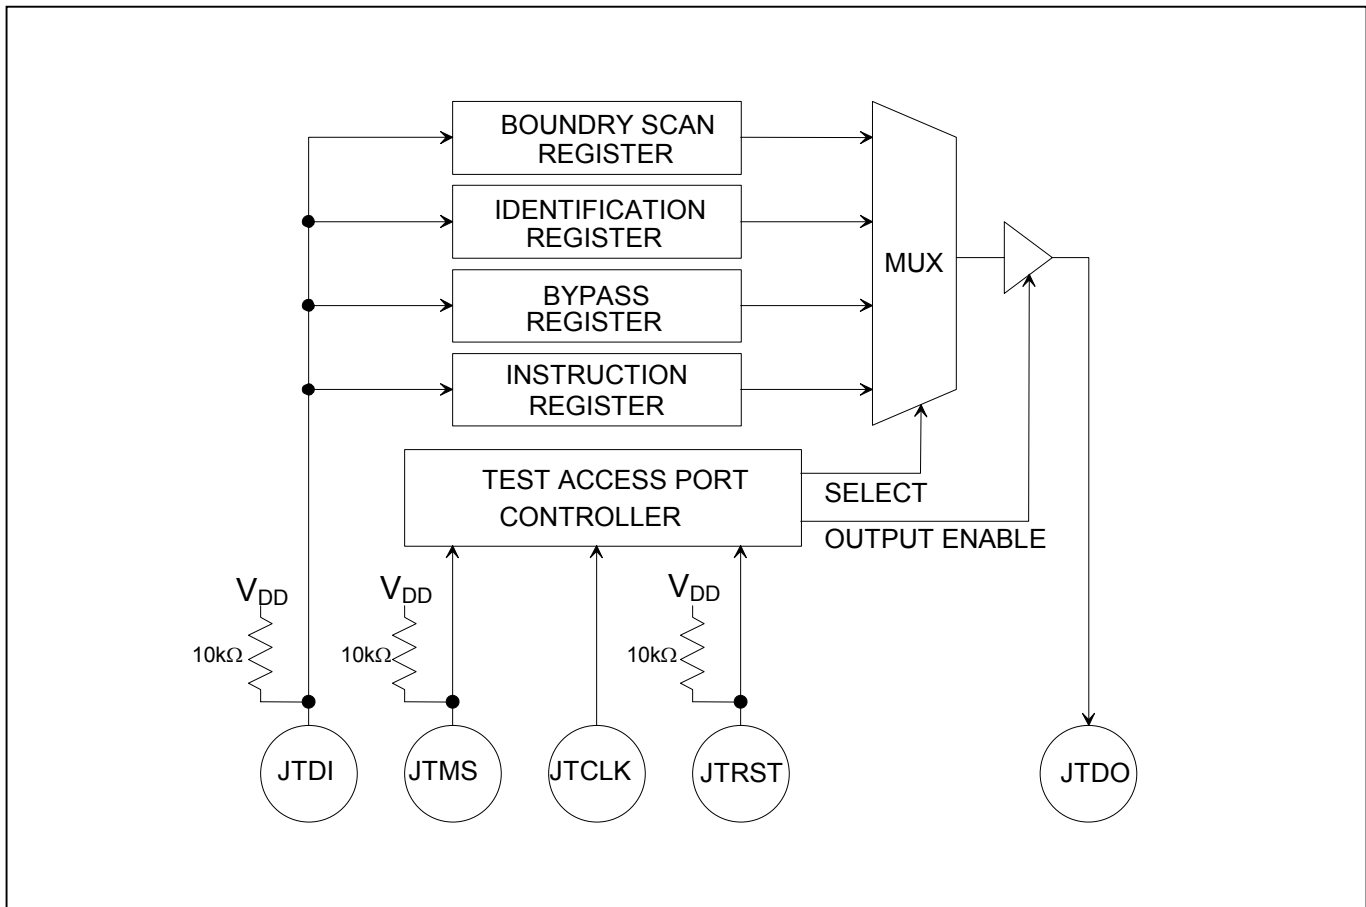 BOUNDRY SCAN
REGISTER
IDENTIFICATION
REGISTER
BYPASS
REGISTER
INSTRUCTION
REGISTER
MUX
TEST ACCESS PORT
CONTROLLER
SELECT
OUTPUT ENABLE
VDD
10kΩ
VDD
10kΩ
VDD
10kΩ
JTDI
JTMS
JTCLK
JTRST
JTDO